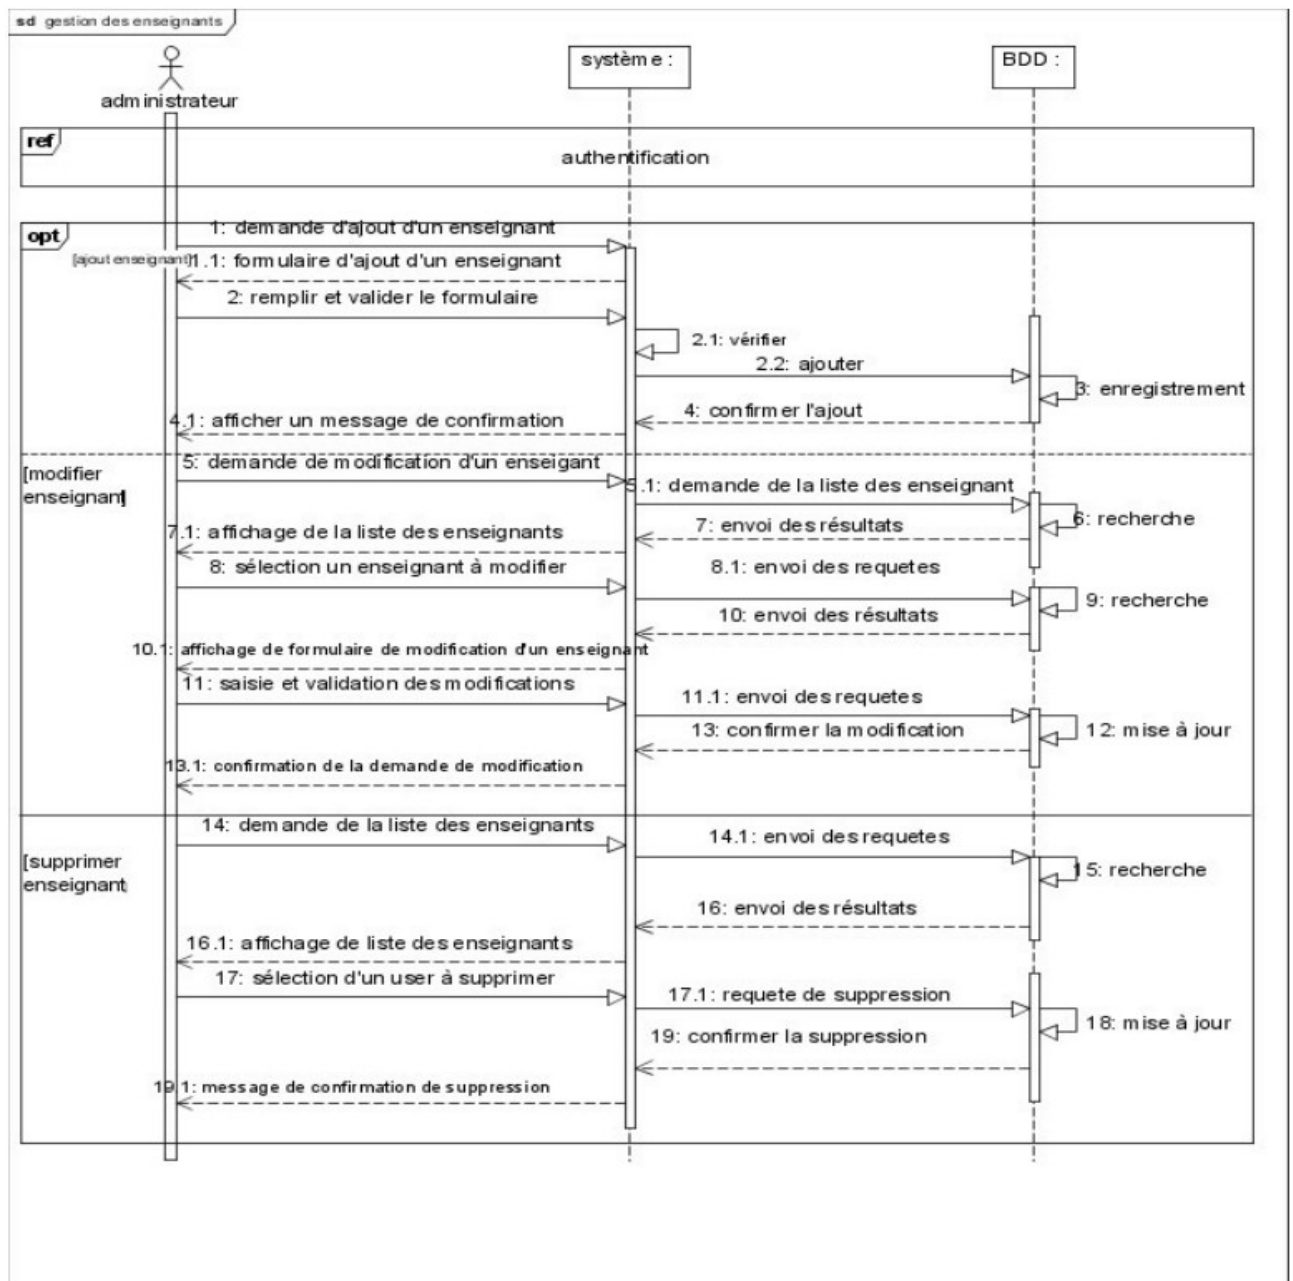 sd gestion des enseignants
système :
BDD :
administrateur
ref
authentification
opt
1: demande d'ajout d'un enseignant
[ajout enseignant]
1.1: formulaire d'ajout d'un enseignant
2: remplir et valider le formulaire
2.1: vérifier
2.2: ajouter
3: enregistrement
4: confirmer l'ajout
4.1: afficher un message de confirmation
[modifier
enseignant]
5: demande de modification d'un enseigant
5.1: demande de la liste des enseignant
6: recherche
7: envoi des résultats
7.1: affichage de la liste des enseignants
8: sélection un enseignant à modifier
8.1: envoi des requetes
9: recherche
10: envoi des résultats
10.1: affichage de formulaire de modification d'un enseignant
11: saisie et validation des modifications
11.1: envoi des requetes
12: mise à jour
13: confirmer la modification
13.1: confirmation de la demande de modification
14: demande de la liste des enseignants
14.1: envoi des requetes
[supprimer
enseignant]
15: recherche
16: envoi des résultats
16.1: affichage de liste des enseignants
17: sélection d'un user à supprimer
17.1: requete de suppression
18: mise à jour
19: confirmer la suppression
19.1: message de confirmation de suppression